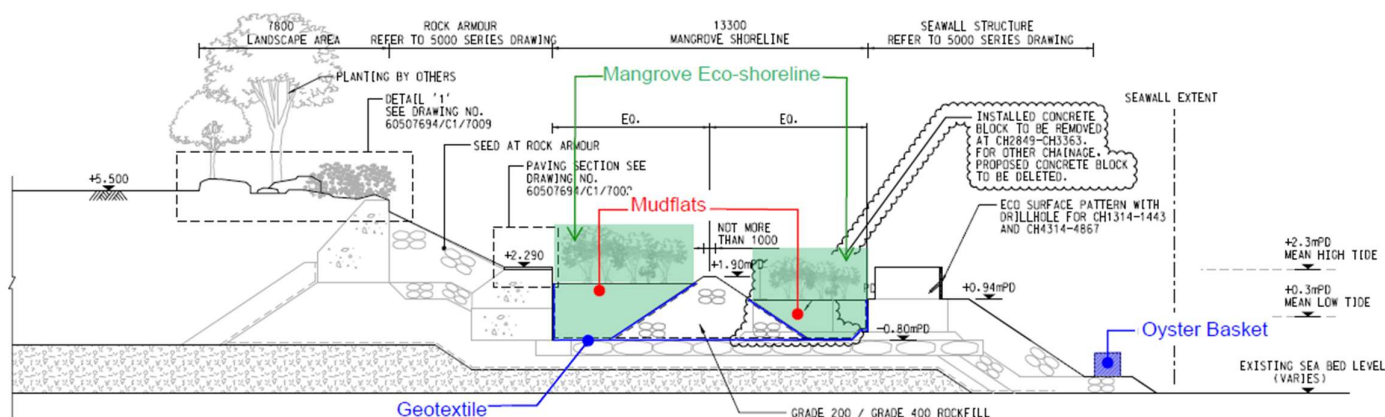 7800
LANDSCAPE AREA
ROCK ARMOUR
REFER TO 5000 SERIES DRAWING
13300
MANGROVE SHORELINE
SEAWALL STRUCTURE
REFER TO 5000 SERIES DRAWING
PLANTING BY OTHERS
Mangrove Eco-shoreline
DETAIL '1'
SEE DRAWING NO.
60507694/C1/7009
SEAWALL EXTENT
EQ.
EQ.
INSTALLED CONCRETE
BLOCK TO BE REMOVED
AT CH2849-CH3363.
FOR OTHER CHAINAGE.
PROPOSED CONCRETE BLOCK
TO BE DELETED.
SEED AT ROCK ARMOUR
PAVING SECTION SEE
DRAWING NO.
+5.500
Mudflats
ECO SURFACE PATTERN WITH
DRILLHOLE FOR CH1314-1443
AND CH4314-4867
NOT MORE
THAN 1000
+2.290
+1.90mPD
+2.3mPD
MEAN HIGH TIDE
+0.94mPD
+0.3mPD
MEAN LOW TIDE
-0.80mPD
Oyster Basket
EXISTING SEA BED LEVEL
(VARIES)
Geotextile
GRADE 200 / GRADE 400 ROCKFILL